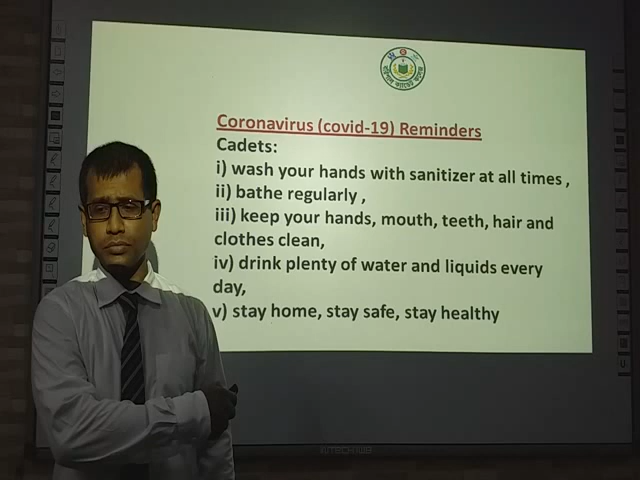 Coronavirus (covid-19) Reminders
Cadets:
i) wash your hands with sanitizer at all times ,
ii) bathe regularly ,
iii) keep your hands, mouth, teeth, hair and
clothes clean,
iv) drink plenty of water and liquids every
day,
v) stay home, stay safe, stay healthy